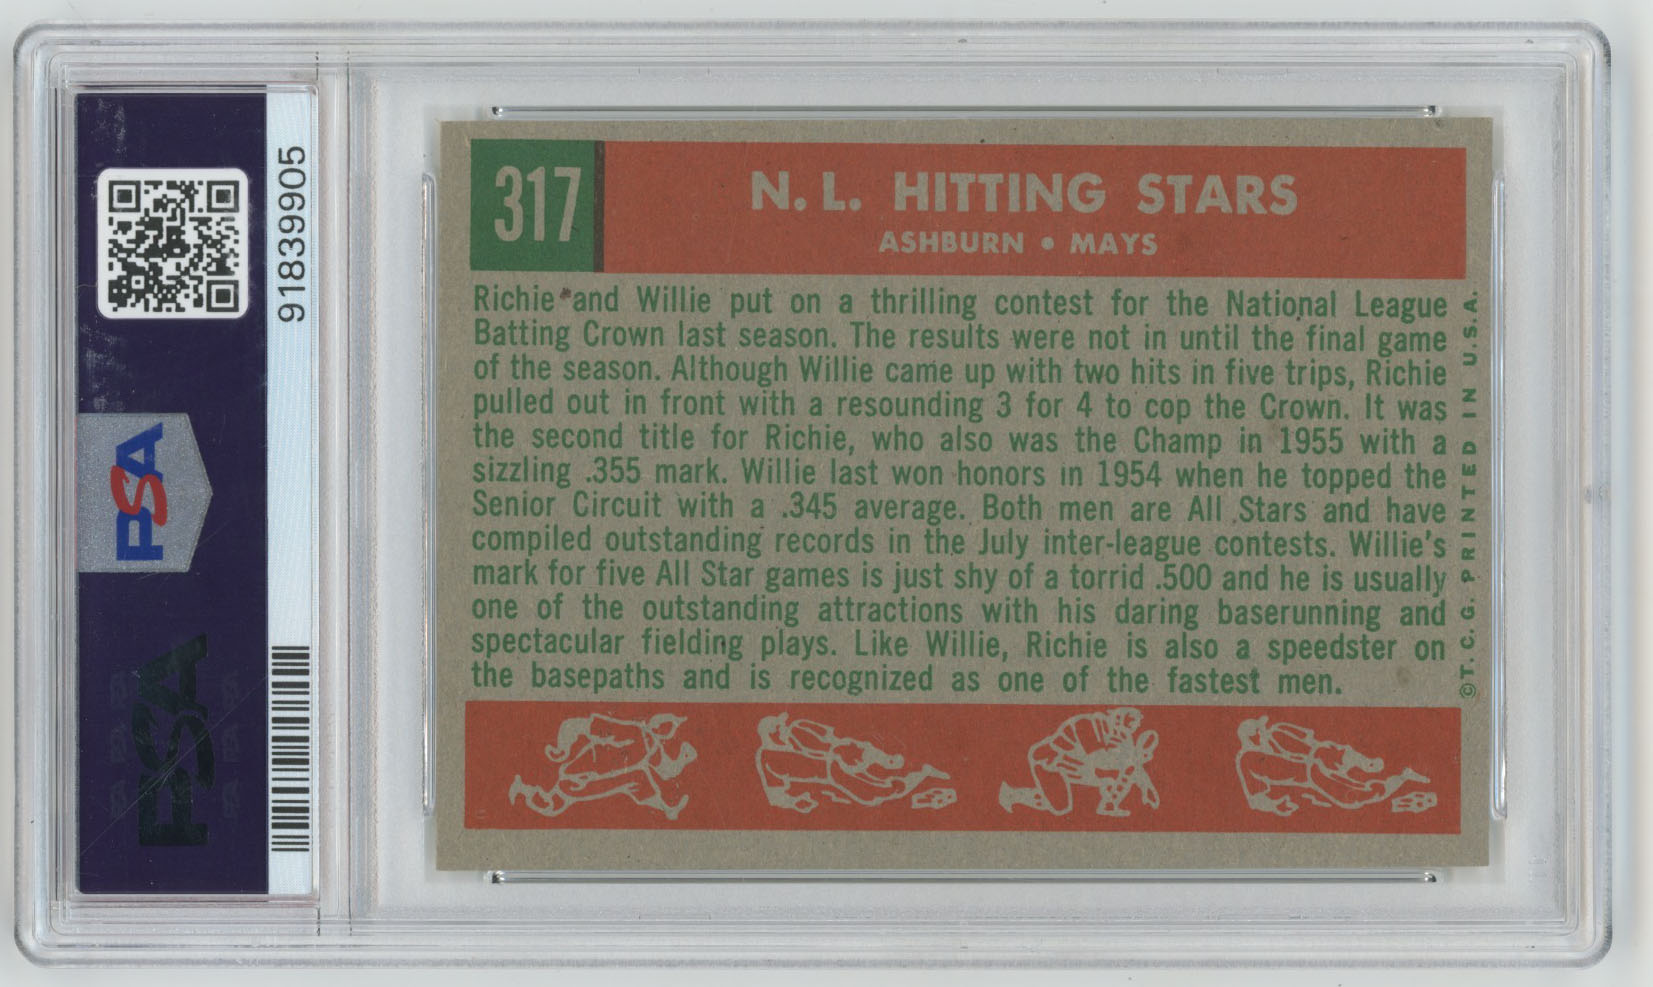 91839905
PSA
PSA
317
N. L. HITTING STARS
ASHBURN • MAYS
Richie and Willie put on a thrilling contest for the National League
Batting Crown last season. The results were not in until the final game
of the season. Although Willie came up with two hits in five trips, Richie
pulled out in front with a resounding 3 for 4 to cop the Crown. It was
the second title for Richie, who also was the Champ in 1955 with a
sizzling .355 mark. Willie last won honors in 1954 when he topped the
Senior Circuit with a .345 average. Both men are All Stars and have
compiled outstanding records in the July inter-league contests. Willie's
mark for five All Star games is just shy of a torrid .500 and he is usually
one of the outstanding attractions with his daring baserunning and
spectacular fielding plays. Like Willie, Richie is also a speedster on
the basepaths and is recognized as one of the fastest men.
©T. C. G. PRINTED IN U.S.A.